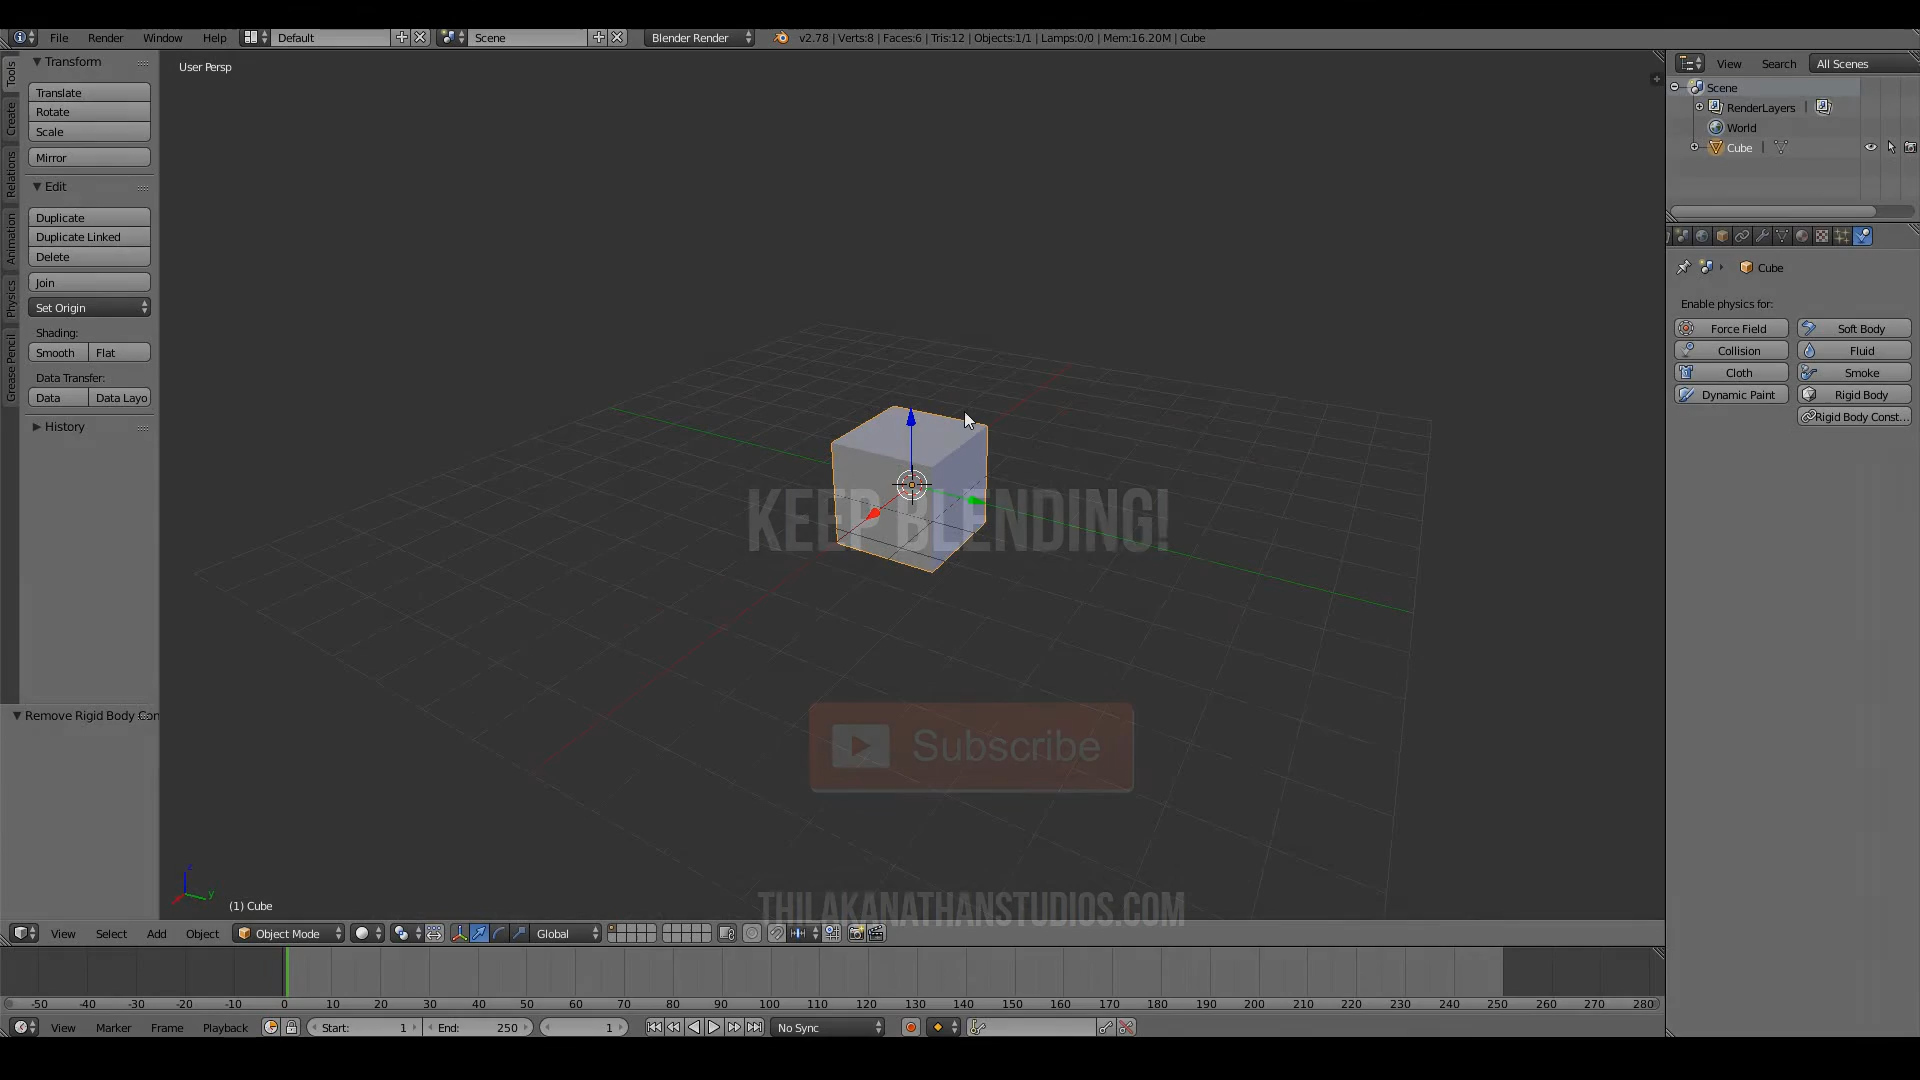 File Render Window Help Default Scene Blender Render v2.78 | Verts:8 | Faces:6 | Tris:12 | Objects:1/1 | Lamps:0/0 | Mem:16.20M | Cube
Tools
Create
Relations
Animation
Physics
Grease Pencil
Transform
Translate
Rotate
Scale
Mirror
Edit
Duplicate
Duplicate Linked
Delete
Join
Set Origin
Shading:
Smooth Flat
Data Transfer:
Data Data Layo
History
Remove Rigid Body Con
User Persp
KEEP BLENDING!
Subscribe
THILAKANATHANSTUDIOS.COM
z
y
(1) Cube
View Search All Scenes
Scene
RenderLayers
World
Cube
Cube
Enable physics for:
Force Field Soft Body
Collision Fluid
Cloth Smoke
Dynamic Paint Rigid Body
Rigid Body Const...
View Select Add Object Object Mode Global
-50 -40 -30 -20 -10 0 10 20 30 40 50 60 70 80 90 100 110 120 130 140 150 160 170 180 190 200 210 220 230 240 250 260 270 280
View Marker Frame Playback Start: 1 End: 250 1 No Sync